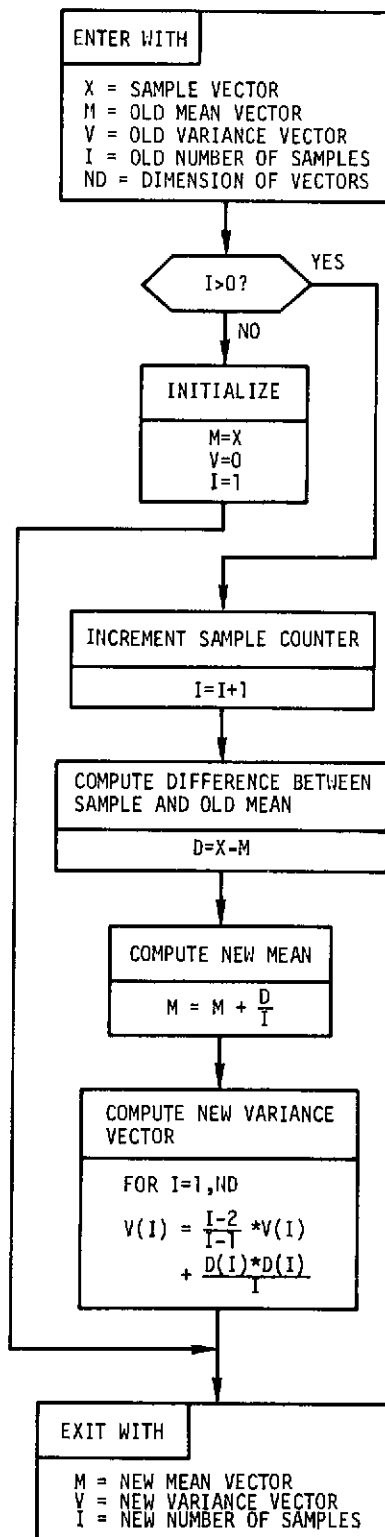 ENTER WITH
X = SAMPLE VECTOR
M = OLD MEAN VECTOR
V = OLD VARIANCE VECTOR
I = OLD NUMBER OF SAMPLES
ND = DIMENSION OF VECTORS
I>0?
YES
NO
INITIALIZE
M=X
V=0
I=1
INCREMENT SAMPLE COUNTER
I=I+1
COMPUTE DIFFERENCE BETWEEN
SAMPLE AND OLD MEAN
D=X-M
COMPUTE NEW MEAN
M = M + D/I
COMPUTE NEW VARIANCE
VECTOR
FOR I=1,ND
V(I) = I-2/I-1 *V(I)
+ D(I)*D(I)/I
EXIT WITH
M = NEW MEAN VECTOR
V = NEW VARIANCE VECTOR
I = NEW NUMBER OF SAMPLES